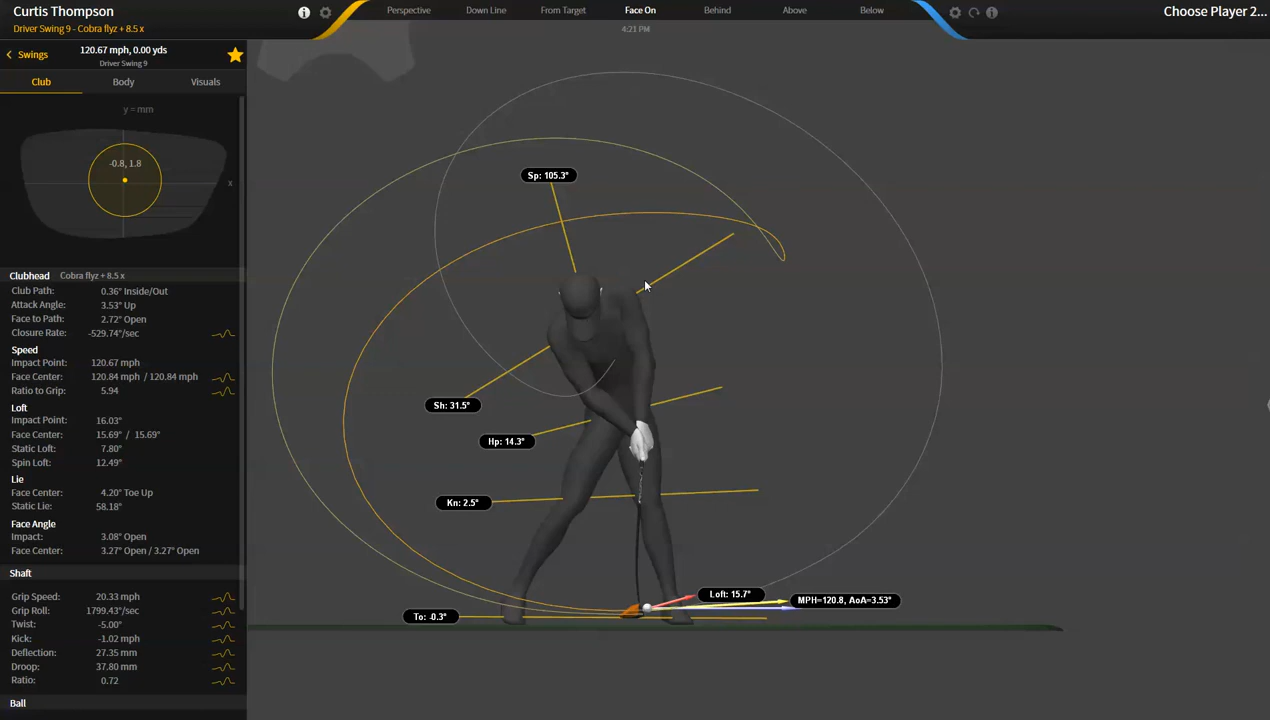 Curtis Thompson
Driver Swing 9 - Cobra flyz + 8.5 x
Perspective
Down Line
From Target
Face On
Behind
Above
Below
4:21 PM
Choose Player 2...
Swings
120.67 mph, 0.00 yds
Driver Swing 9
Club
Body
Visuals
y = mm
-0.8, 1.8
x
Clubhead Cobra flyz + 8.5 x
Club Path: 0.36° Inside/Out
Attack Angle: 3.53° Up
Face to Path: 2.72° Open
Closure Rate: -529.74°/sec
Speed
Impact Point: 120.67 mph
Face Center: 120.84 mph / 120.84 mph
Ratio to Grip: 5.94
Loft
Impact Point: 16.03°
Face Center: 15.69° / 15.69°
Static Loft: 7.80°
Spin Loft: 12.49°
Lie
Face Center: 4.20° Toe Up
Static Lie: 58.18°
Face Angle
Impact: 3.08° Open
Face Center: 3.27° Open / 3.27° Open
Shaft
Grip Speed: 20.33 mph
Grip Roll: 1799.43°/sec
Twist: -5.00°
Kick: -1.02 mph
Deflection: 27.35 mm
Droop: 37.80 mm
Ratio: 0.72
Ball
Sp: 105.3°
Sh: 31.5°
Hp: 14.3°
Kn: 2.5°
Loft: 15.7°
MPH=120.8, AoA=3.53°
To: -0.3°